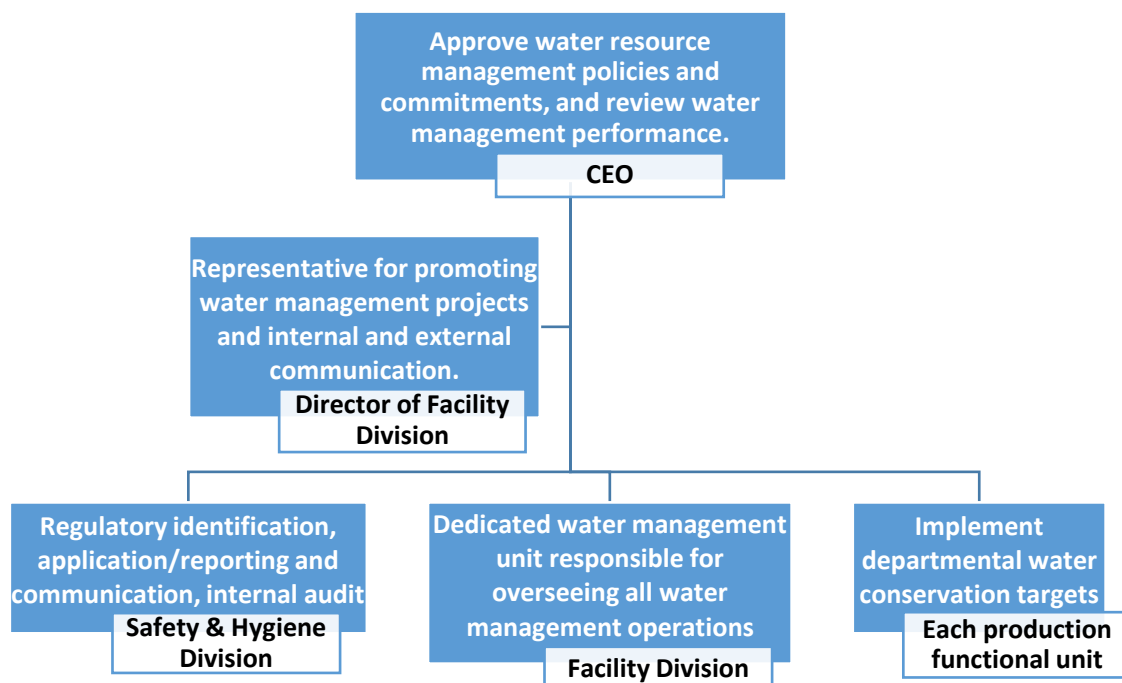 Approve water resource
management policies and
commitments, and review water
management performance.
CEO
Representative for promoting
water management projects
and internal and external
communication.
Director of Facility
Division
Regulatory identification,
application/reporting and
communication, internal audit
Safety & Hygiene
Division
Dedicated water management
unit responsible for
overseeing all water
management operations
Facility Division
Implement
departmental water
conservation targets
Each production
functional unit